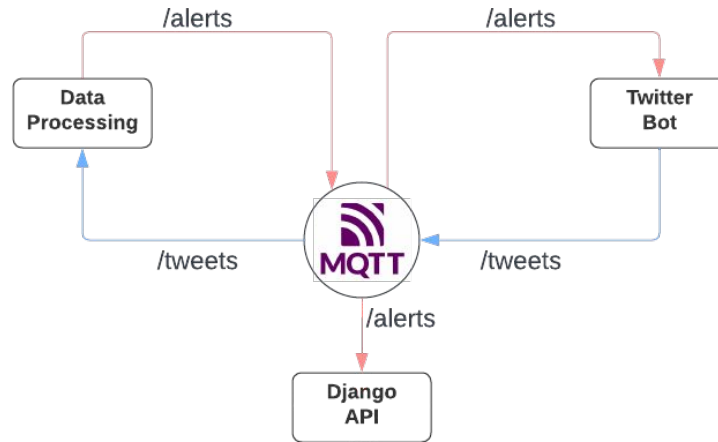 /alerts
/alerts
Data
Processing
Twitter
Bot
MQTT
/tweets
/tweets
/alerts
Django
API